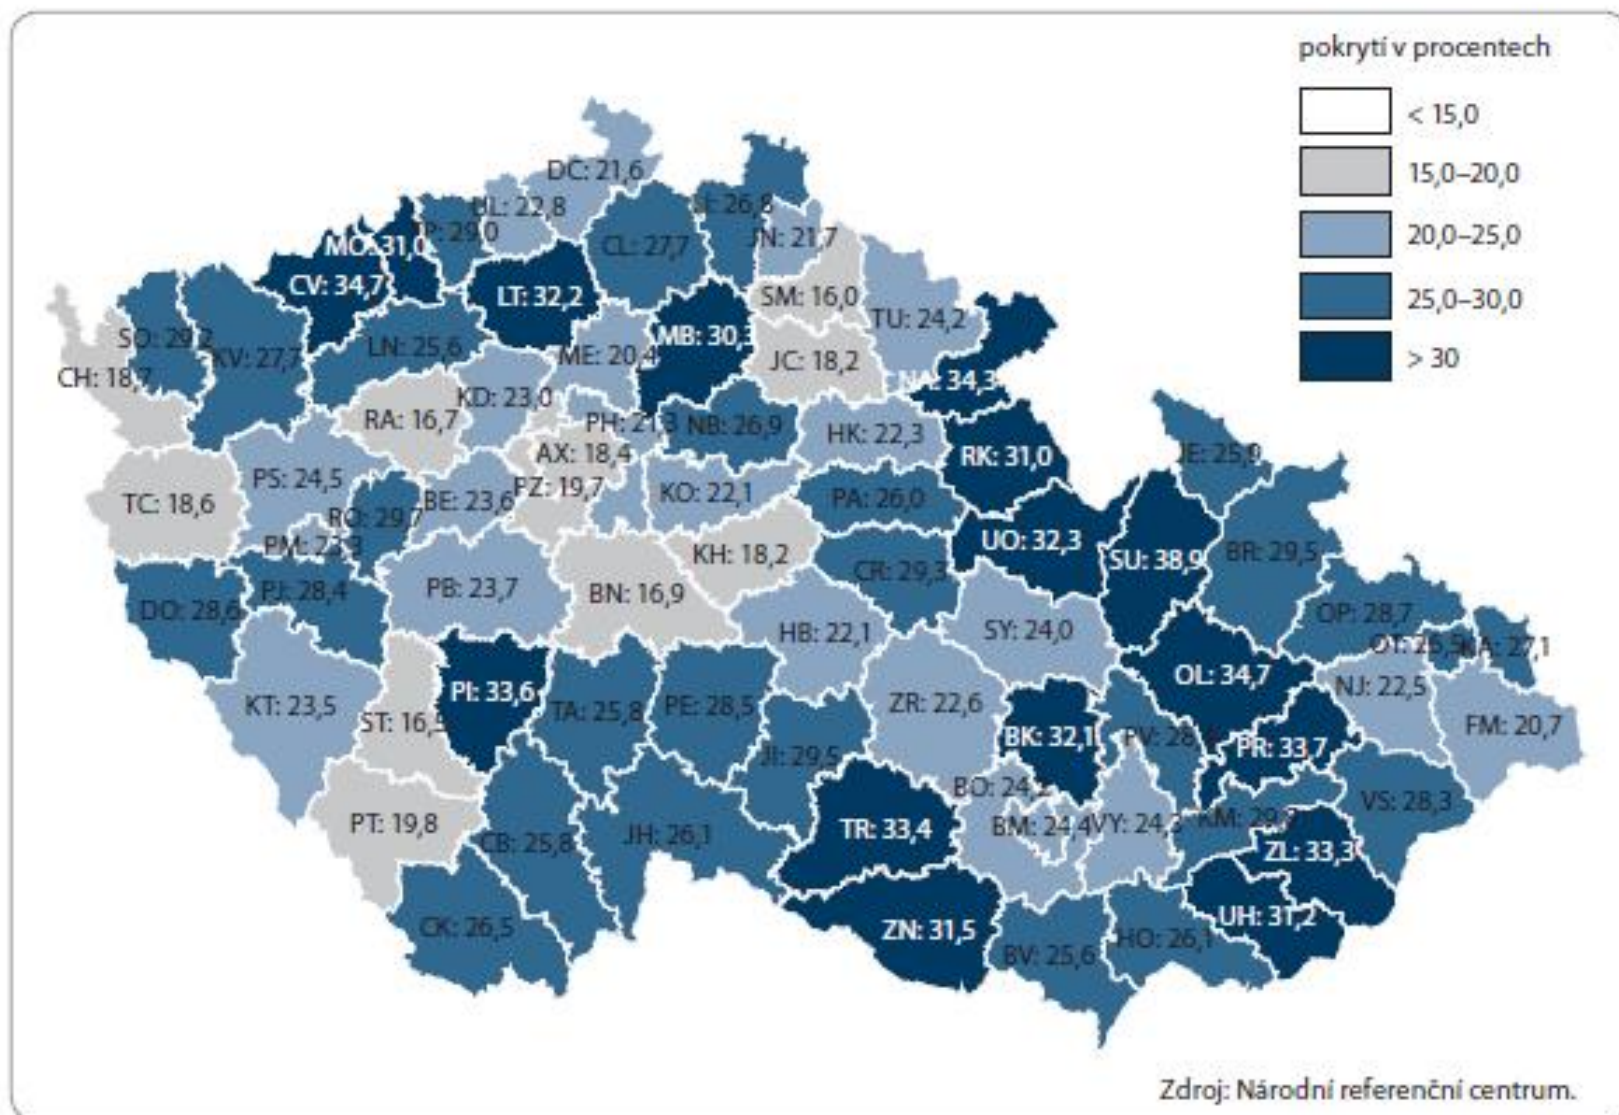 pokrytí v procentech
< 15,0
15,0–20,0
20,0–25,0
25,0–30,0
> 30
DC: 21,6
UL: 22,8
29,0
26,8
MO: 31,0
CL: 27,7
JN: 21,7
CV: 34,7
LT: 32,2
SM: 16,0
TU: 24,2
SO: 29,2
KV: 27,7
LN: 25,6
ME: 20,4
MB: 30,3
JC: 18,2
CH: 18,7
NA: 34,3
KD: 23,0
RA: 16,7
PH: 21,3
NB: 26,9
HK: 22,3
AX: 18,4
RK: 31,0
JE: 25,9
PS: 24,5
PZ: 19,7
KO: 22,1
PA: 26,0
TC: 18,6
BE: 23,6
RO: 29,7
PM: 23,3
UO: 32,3
SU: 38,9
BR: 29,5
KH: 18,2
CR: 29,3
PJ: 28,4
PB: 23,7
BN: 16,9
DO: 28,6
OP: 28,7
HB: 22,1
SY: 24,0
OT: 26,5
KA: 27,1
OL: 34,7
NJ: 22,5
KT: 23,5
ST: 16,5
PI: 33,6
TA: 25,8
PE: 28,5
ZR: 22,6
FM: 20,7
JI: 29,5
BK: 32,1
PV:
PR: 33,7
BO: 24,2
VS: 28,3
PT: 19,8
CB: 25,8
JH: 26,1
TR: 33,4
BM: 24,4
VY: 24,3
KM:
ZL: 33,3
CK: 26,5
ZN: 31,5
UH: 31,2
BV: 25,6
HO: 26,1
Zdroj: Národní referenční centrum.